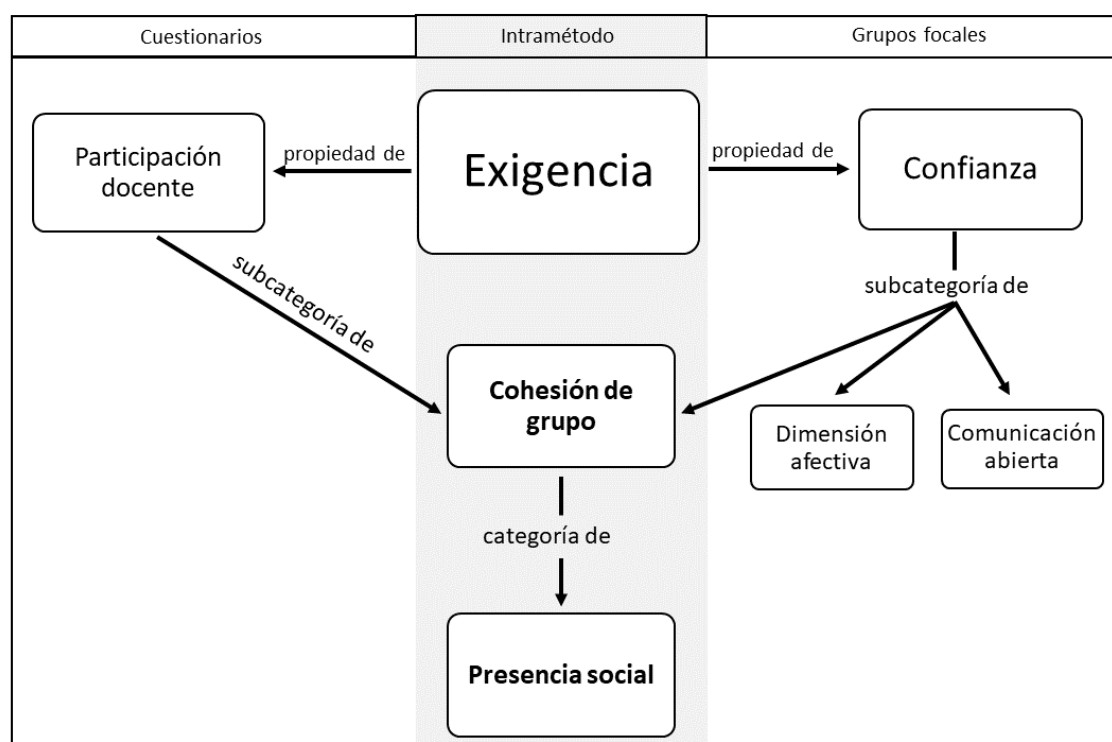 Cuestionarios
Intramétodo
Grupos focales
Participación
docente
propiedad de
Exigencia
propiedad de
Confianza
subcategoría de
subcategoría de
Cohesión de
grupo
Dimensión
afectiva
Comunicación
abierta
categoría de
Presencia social